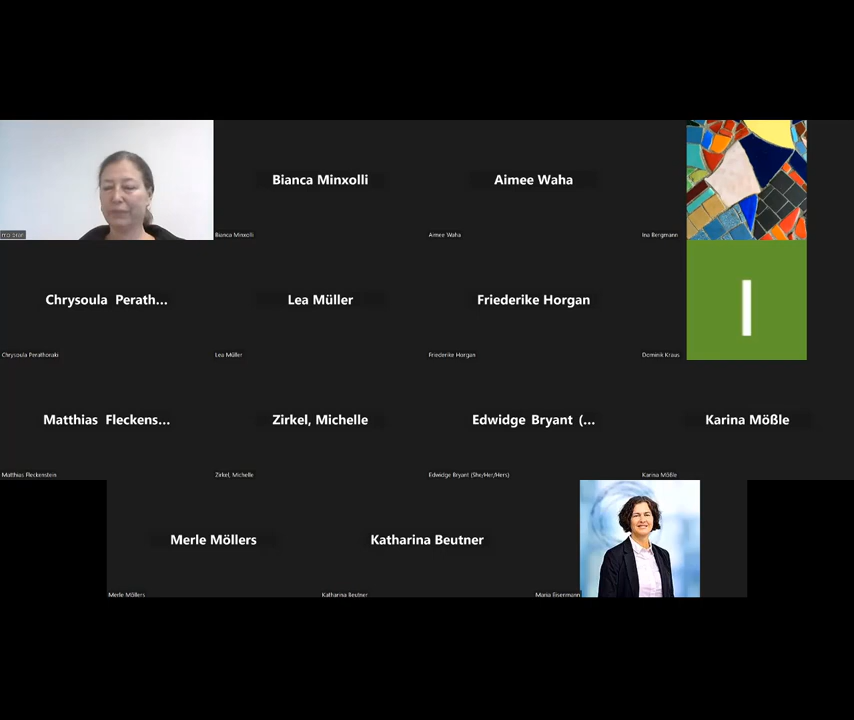 Bianca Minxolli
Aimee Waha
Bianca Minxolli
Aimee Waha
Ina Bergmann
Chrysoula Perath...
Lea Müller
Friederike Horgan
I
Chrysoula Perathoraki
Lea Müller
Friederike Horgan
Dominik Kraus
Matthias Fleckens...
Zirkel, Michelle
Edwidge Bryant (...
Karina Mößle
Matthias Fleckenstein
Zirkel, Michelle
Edwidge Bryant (She/Her/Hers)
Karina Mößle
Merle Möllers
Katharina Beutner
Merle Möllers
Katharina Beutner
Maria Eisenmann